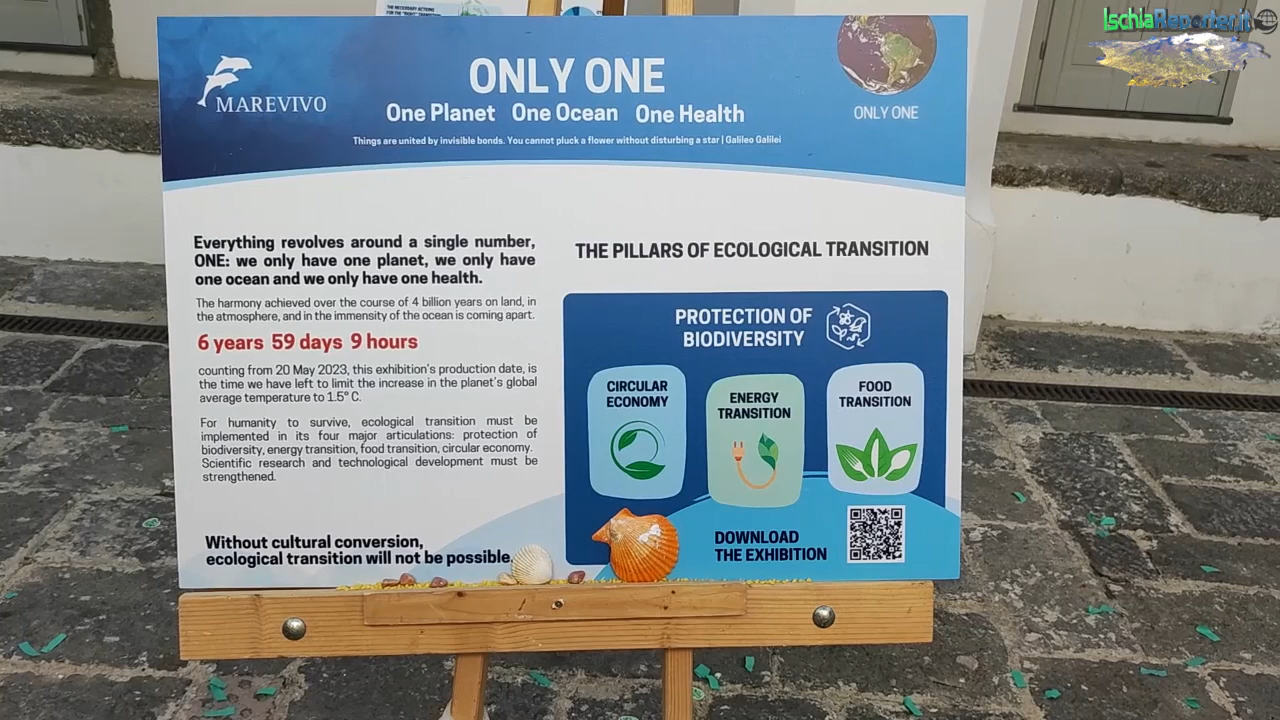 THE NECESSARY ACTIONS
FOR THE "RIGHT" TRANSITION
IschiaReporter.it
MAREVIVO
ONLY ONE
One Planet One Ocean One Health
Things are united by invisible bonds. You cannot pluck a flower without disturbing a star | Galileo Galilei
ONLY ONE
Everything revolves around a single number,
ONE: we only have one planet, we only have
one ocean and we only have one health.
The harmony achieved over the course of 4 billion years on land, in
the atmosphere, and in the immensity of the ocean is coming apart.
6 years 59 days 9 hours
counting from 20 May 2023, this exhibition's production date, is
the time we have left to limit the increase in the planet's global
average temperature to 1.5° C.
For humanity to survive, ecological transition must be
implemented in its four major articulations: protection of
biodiversity, energy transition, food transition, circular economy.
Scientific research and technological development must be
strengthened.
Without cultural conversion,
ecological transition will not be possible.
THE PILLARS OF ECOLOGICAL TRANSITION
PROTECTION OF
BIODIVERSITY
CIRCULAR
ECONOMY
ENERGY
TRANSITION
FOOD
TRANSITION
DOWNLOAD
THE EXHIBITION